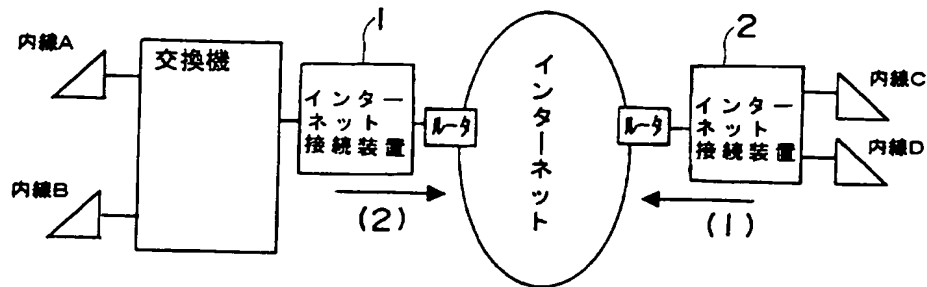 内線A
内線B
交換機
1
インター
ネット
接続装置
ルータ
(2)
インターネット
ルータ
(1)
2
インター
ネット
接続装置
内線C
内線D